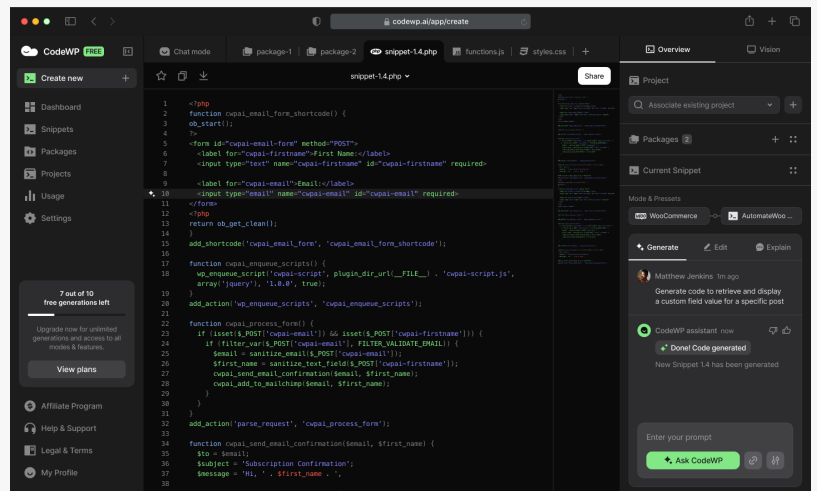 codewp.ai/app/create
CodeWP FREE
Create new
Dashboard
Snippets
Packages
Projects
Usage
Settings
7 out of 10
free generations left
Upgrade now for unlimited
generations and access to all
modes & features.
View plans
Affiliate Program
Help & Support
Legal & Terms
My Profile
Chat mode
package-1
package-2
snippet-1.4.php
functions.js
styles.css
snippet-1.4.php
Share
1 <?php
2 function cwpai_email_form_shortcode() {
3 ob_start();
4 ?>
5 <form id="cwpai-email-form" method="POST">
6 <label for="cwpai-firstname">First Name:</label>
7 <input type="text" name="cwpai-firstname" id="cwpai-firstname" required>
8
9 <label for="cwpai-email">Email:</label>
10 <input type="email" name="cwpai-email" id="cwpai-email" required>
11 </form>
12 <?php
13 return ob_get_clean();
14 }
15 add_shortcode('cwpai_email_form', 'cwpai_email_form_shortcode');
16
17 function cwpai_enqueue_scripts() {
18 wp_enqueue_script('cwpai-script', plugin_dir_url(__FILE__) . 'cwpai-script.js',
array('jquery'), '1.0.0', true);
19 }
20 add_action('wp_enqueue_scripts', 'cwpai_enqueue_scripts');
21
22 function cwpai_process_form() {
23 if (isset($_POST['cwpai-email']) && isset($_POST['cwpai-firstname'])) {
24 if (filter_var($_POST['cwpai-email'], FILTER_VALIDATE_EMAIL)) {
25 $email = sanitize_email($_POST['cwpai-email']);
26 $first_name = sanitize_text_field($_POST['cwpai-firstname']);
27 cwpai_send_email_confirmation($email, $first_name);
28 cwpai_add_to_mailchimp($email, $first_name);
29 }
30 }
31 }
32 add_action('parse_request', 'cwpai_process_form');
33
34 function cwpai_send_email_confirmation($email, $first_name) {
35 $to = $email;
36 $subject = 'Subscription Confirmation';
37 $message = 'Hi, ' . $first_name . ',
38
Overview
Vision
Project
Associate existing project
Packages 2
Current Snippet
Mode & Pressets
WooCommerce
AutomateWoo ...
Generate
Edit
Explain
Matthew Jenkins 1m ago
Generate code to retrieve and display
a custom field value for a specific post
CodeWP assistant now
Done! Code generated
New Snippet 1.4 has been generated
Enter your prompt
Ask CodeWP